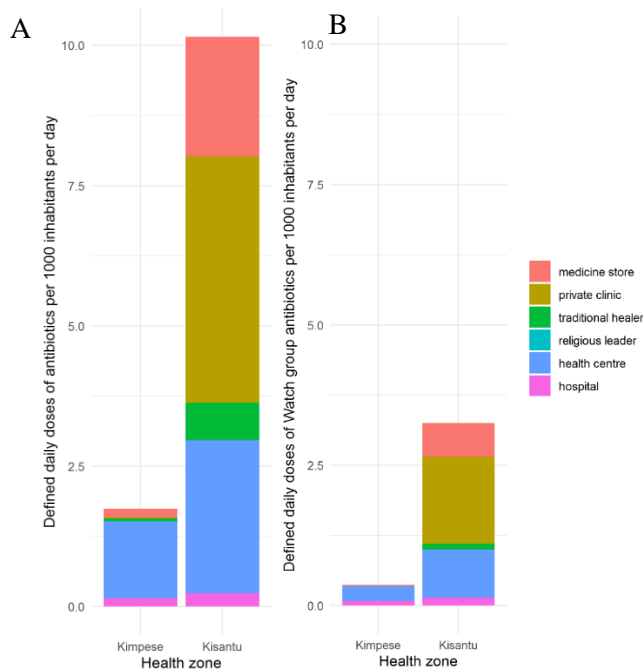 A
Defined daily doses of antibiotics per 1000 inhabitants per day
10.0
7.5
5.0
2.5
0.0
Kimpese Kisantu
Health zone
B
Defined daily doses of Watch group antibiotics per 1000 inhabitants per day
10.0
7.5
5.0
2.5
0.0
Kimpese Kisantu
Health zone
medicine store
private clinic
traditional healer
religious leader
health centre
hospital